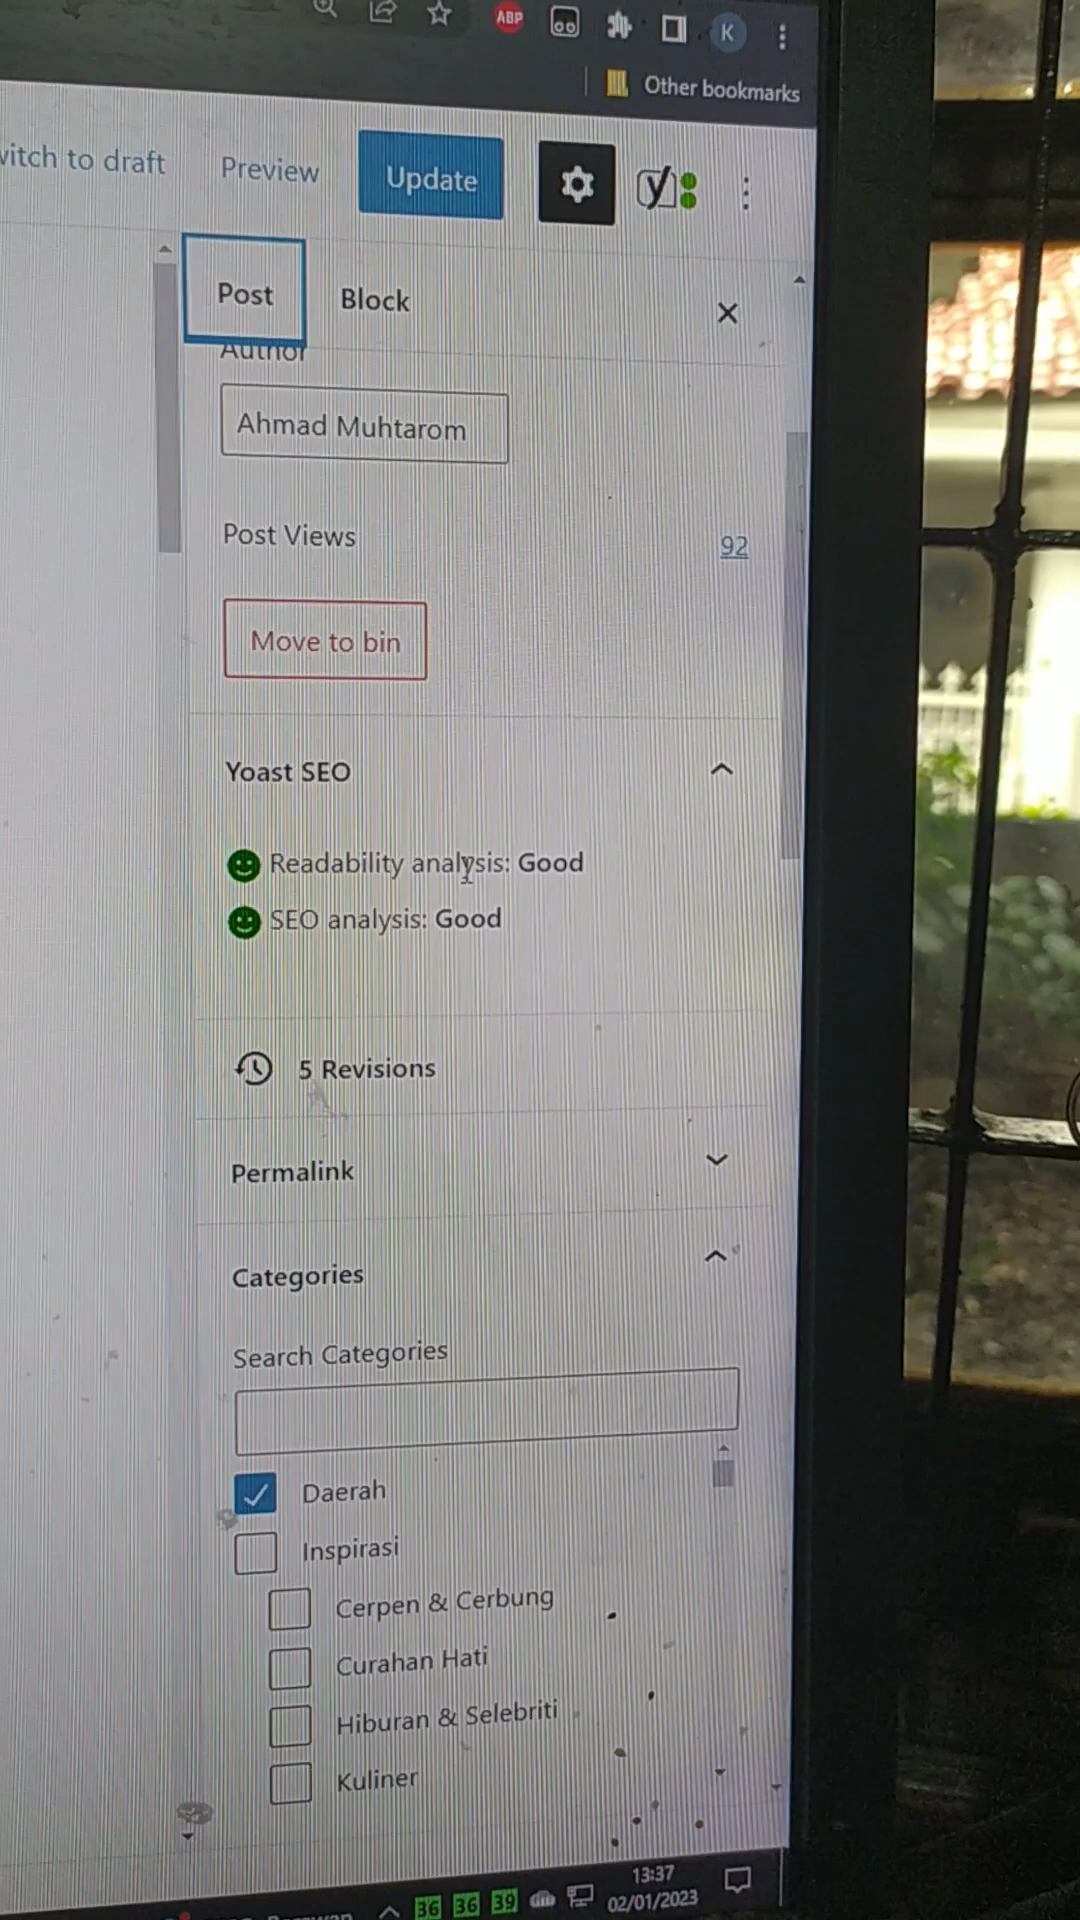 ABP
K
Other bookmarks
witch to draft Preview Update
Post Block
Author
Ahmad Muhtarom
Post Views 92
Move to bin
Yoast SEO
Readability analysis: Good
SEO analysis: Good
5 Revisions
Permalink
Categories
Search Categories
Daerah
Inspirasi
Cerpen & Cerbung
Curahan Hati
Hiburan & Selebriti
Kuliner
13:37
36 36 39 02/01/2023